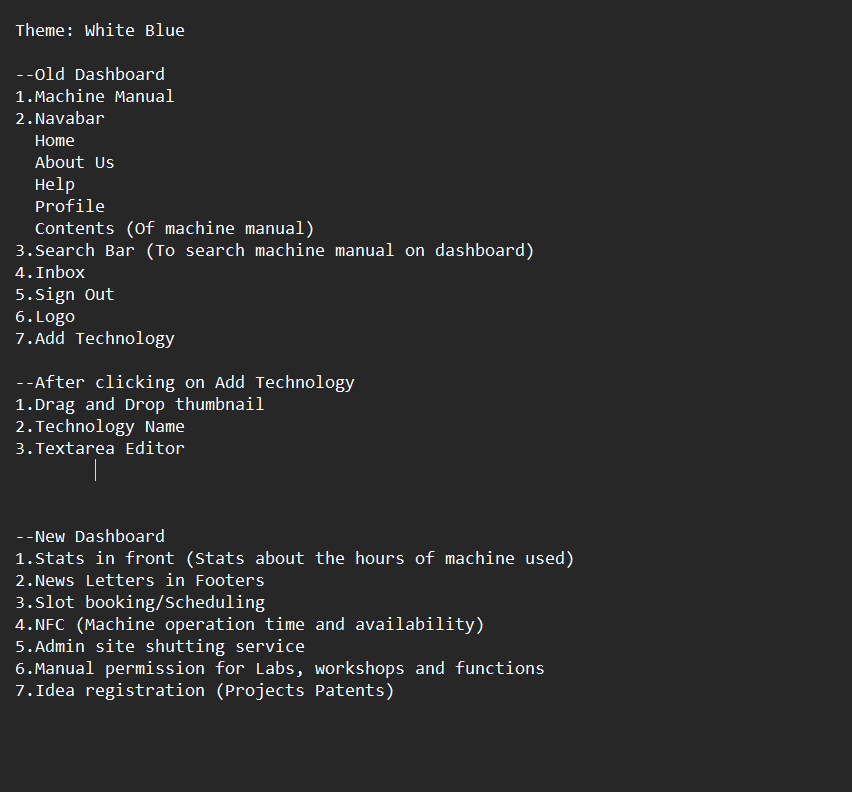 Theme: White Blue
--Old Dashboard
1.Machine Manual
2.Navabar
Home
About Us
Help
Profile
Contents (Of machine manual)
3.Search Bar (To search machine manual on dashboard)
4.Inbox
5.Sign Out
6.Logo
7.Add Technology
--After clicking on Add Technology
1.Drag and Drop thumbnail
2.Technology Name
3.Textarea Editor
--New Dashboard
1.Stats in front (Stats about the hours of machine used)
2.News Letters in Footers
3.Slot booking/Scheduling
4.NFC (Machine operation time and availability)
5.Admin site shutting service
6.Manual permission for Labs, workshops and functions
7.Idea registration (Projects Patents)